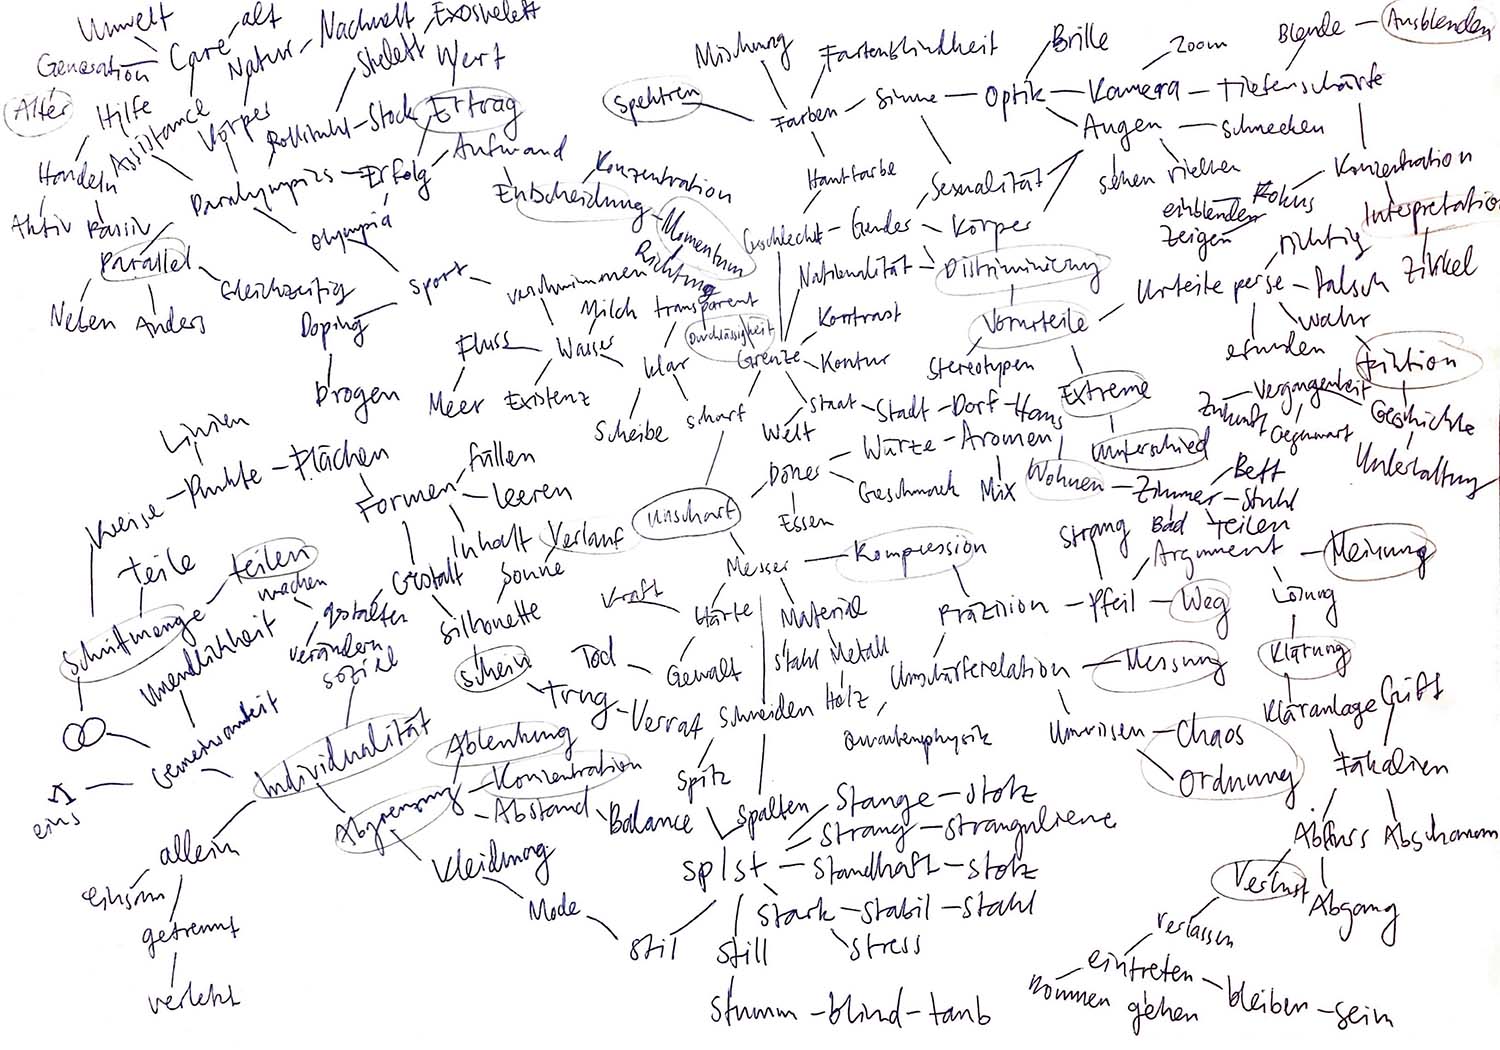 Umwelt
alt
Generation
Care
Natur
Nachwelt
Exoskelett
Skelett
Wert
Alter
Hilfe
Assistance
Körper
Rollstuhl – Stock
Ertrag
Handeln
Aktiv
Passiv
Paralympics – Erfolg
Aufwand
Entscheidung
Konzentration
Momentum
Richtung
Olympia
Parallel
Neben
Anders
Gleichzeitig
Sport
verschwimmen
Doping
Drogen
Milch
transparent
Durchlässigkeit
Fluss
Wasser
klar
Meer
Existenz
Scheibe
scharf
Mischung
Farbenblindheit
Spektren
Farben – Sinne – Optik – Kamera – Tiefenschärfe
Brille
Zoom
Blende – Ausblenden
Augen – schmecken
sehen
riechen
Hautfarbe
Sexualität
Geschlecht – Gender – Körper
Nationalität – Diskriminierung
Konzentration
Fokus
einblenden
Zeigen
Interpretation
Zirkel
Vorurteile
Stereotypen
Urteile per se – falsch
richtig
wahr
erfunden
Fiktion
Kontrast
Grenze
Kontur
Staat – Stadt – Dorf – Haus
Welt
Extreme
Unterschied
Vergangenheit
Zukunft
Gegenwart
Geschichte
Unterhaltung
Döner
Würze – Aromen
Geschmack
Mix
Essen
Wohnen – Zimmer – Stuhl
Bett
Bad
Linien
Kreise – Punkte – Flächen
Formen
füllen
leeren
Inhalt
Verlauf
Gestalt
Sonne
Silhouette
Schein
Trug – Verrat
Teile
teilen
machen
gestalten
verändern
sozial
Schriftmenge
Unendlichkeit
Gemeinsamkeit
eins
Individualität
allein
einsam
getrennt
verletzt
Abgrenzung
Ablenkung
Konzentration
Abstand
Balance
Kleidung
Mode
Stil
Unscharf
Messer – Kompression
Kraft
Härte
Material
Stahl
Metall
Holz
Tod
Gewalt
Schneiden
Spitz
Spalten
Sp/St
Stange – stolz
Strang – strangulieren
Standhaft – stolz
Stark – stabil – stahl
Stress
Still
Stumm – blind – taub
Präzision – Pfeil – Weg
Strang
teilen
Argument – Meinung
Lösung
Klärung
Kläranlage
Gift
Fäkalien
Abfluss
Abschaum
Unschärferelation – Messung
Quantenphysik
Umrissen – Chaos
Ordnung
Verlust
Abgang
verlassen
eintreten
kommen
gehen
bleiben – sein